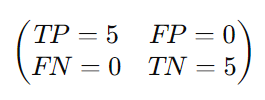 TP = 5 FP = 0
FN = 0 TN = 5